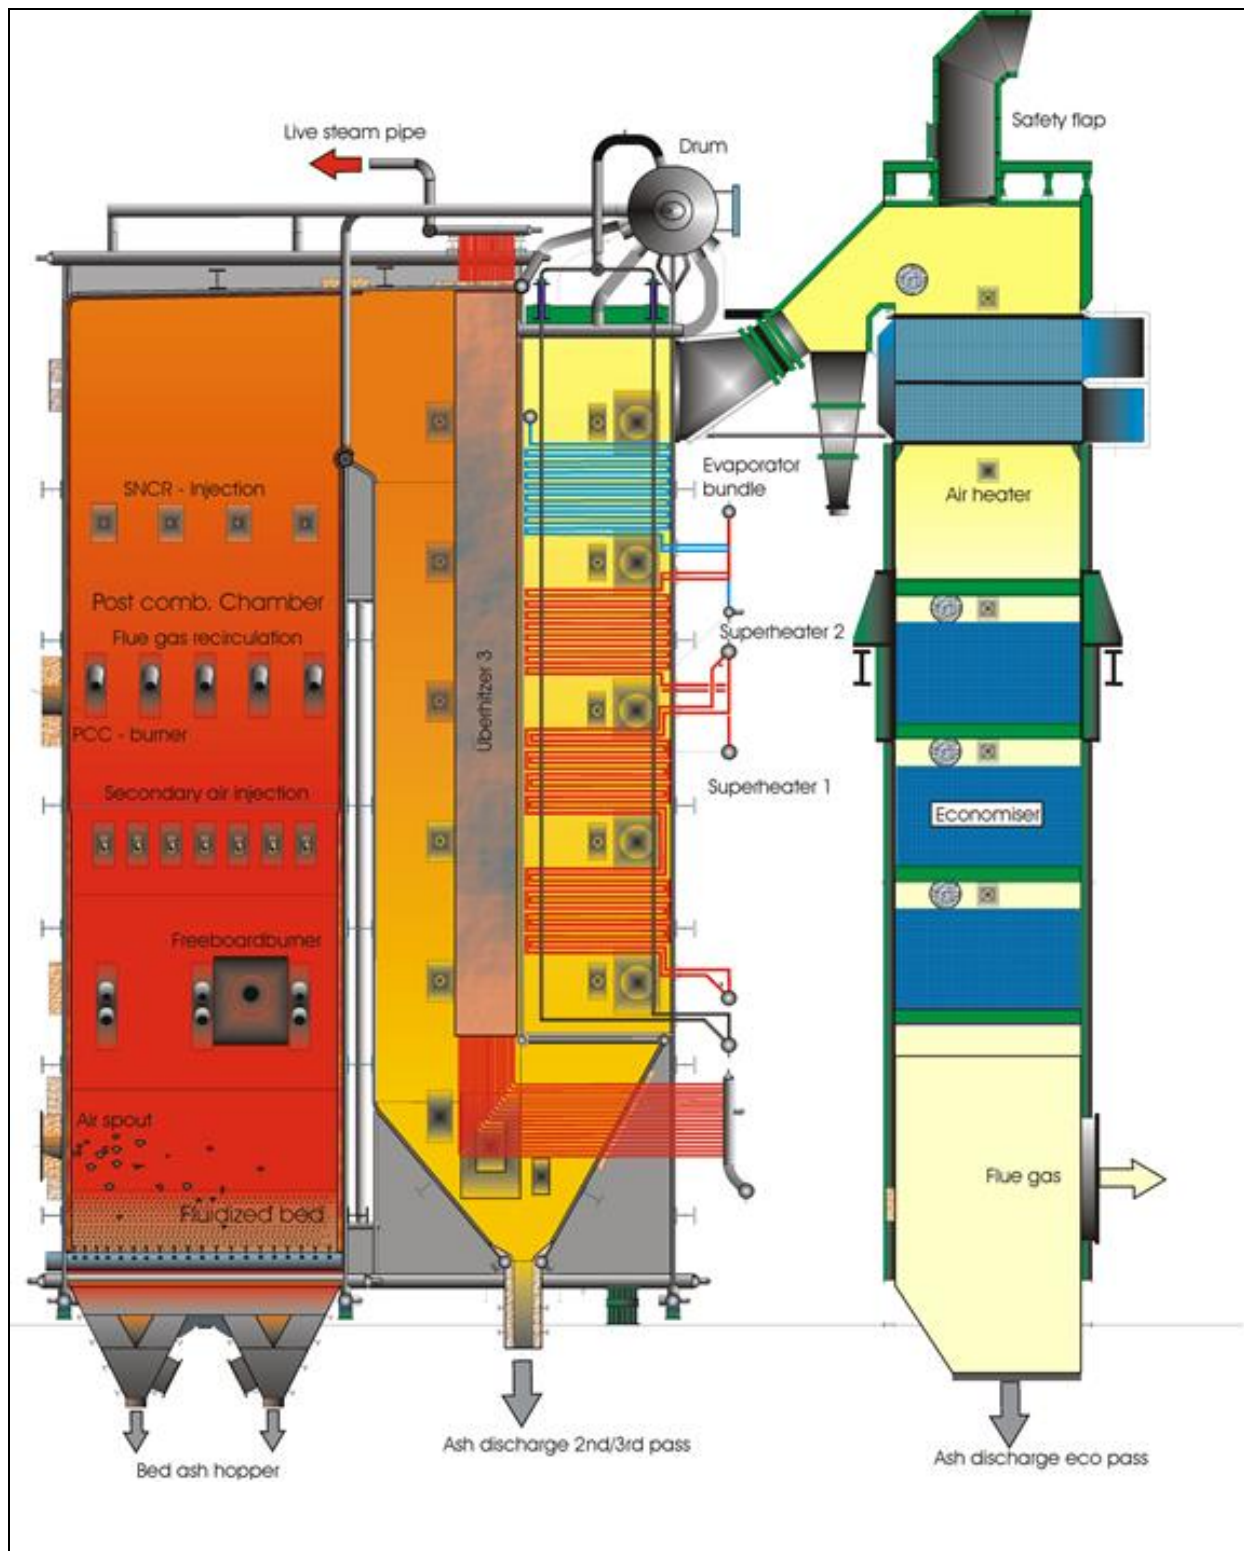 Safety flap
Live steam pipe
Drum
Evaporator
bundle
Air heater
SNCR - Injection
Post comb. Chamber
Flue gas recirculation
Superheater 2
Überhitzer 3
PCC - burner
Secondary air injection
Superheater 1
Economiser
Freeboardburner
Air spout
Fluidized bed
Flue gas
Ash discharge 2nd/3rd pass
Ash discharge eco pass
Bed ash hopper